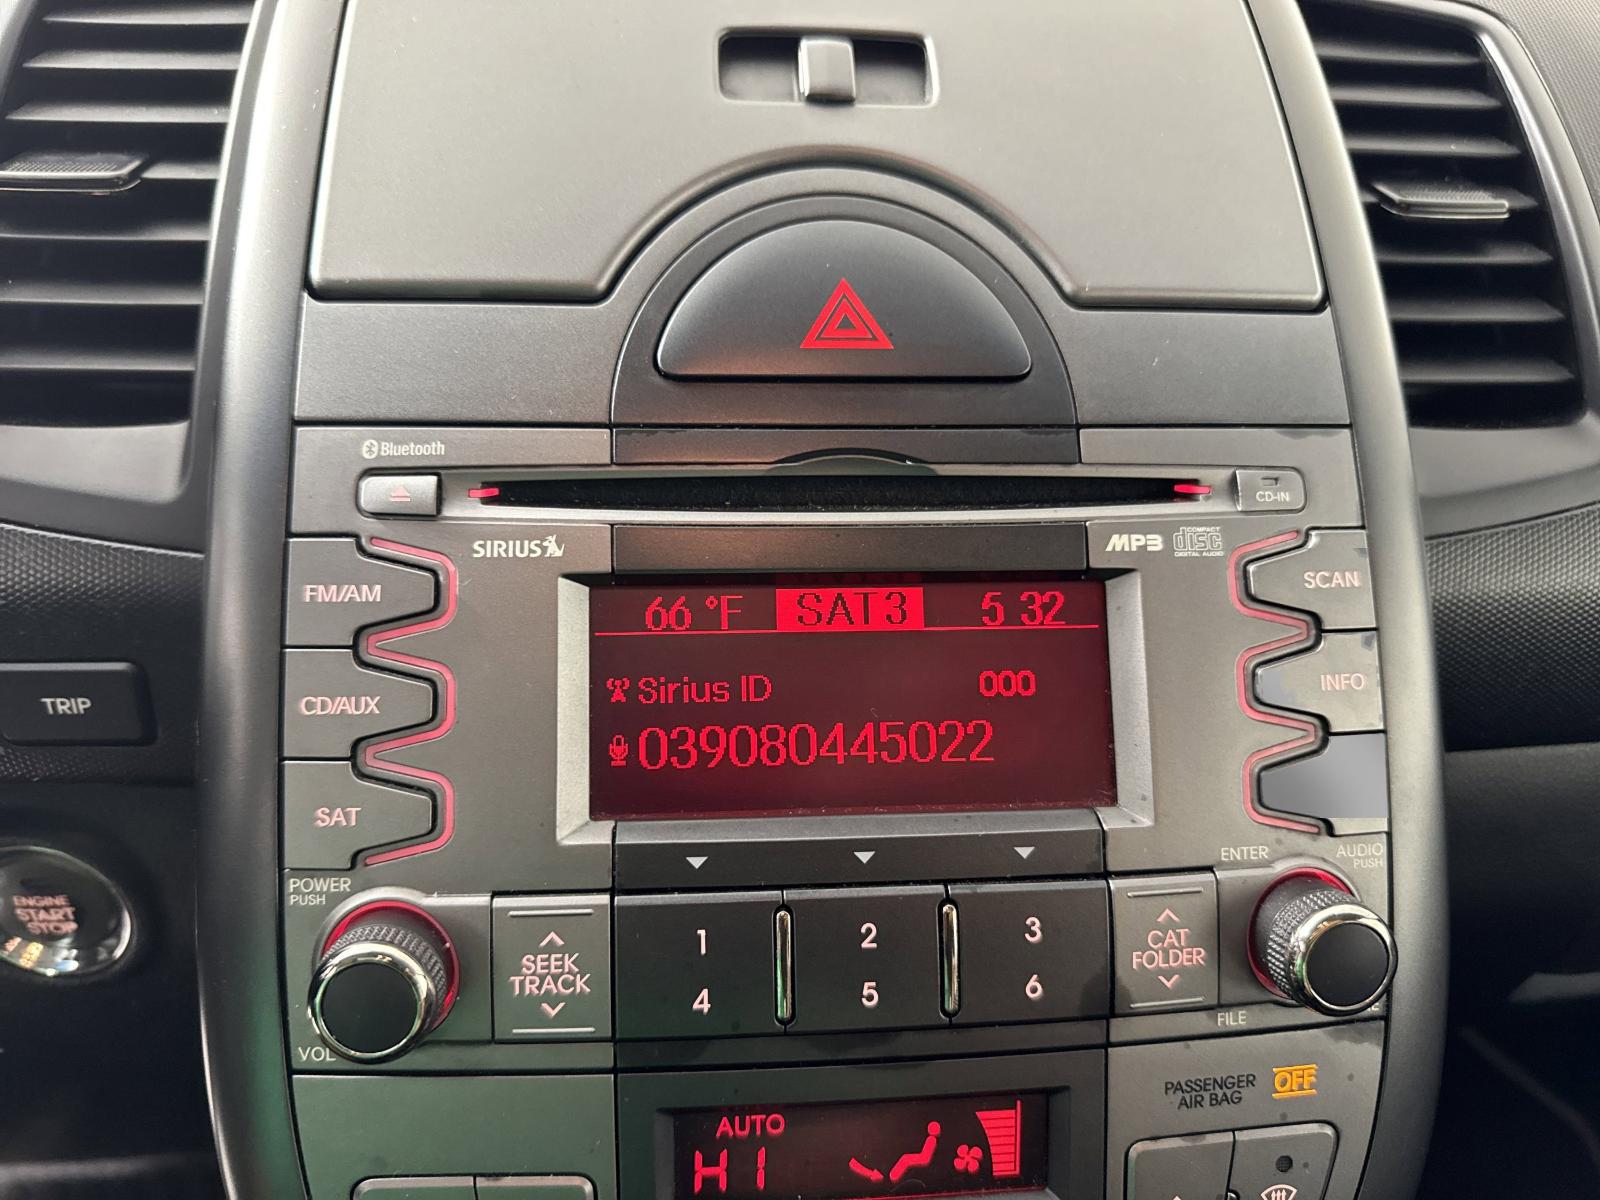 Bluetooth
CD-IN
SIRIUS
MP3
COMPACT
disc
DIGITAL AUDIO
FM/AM
SCAN
66 °F SAT3 5 32
Sirius ID 000
039080445022
CD/AUX
INFO
TRIP
SAT
ENGINE
START
STOP
POWER
PUSH
ENTER
AUDIO
PUSH
SEEK
TRACK
1 2 3
4 5 6
CAT
FOLDER
VOL
FILE
PASSENGER
AIR BAG
OFF
AUTO
HI